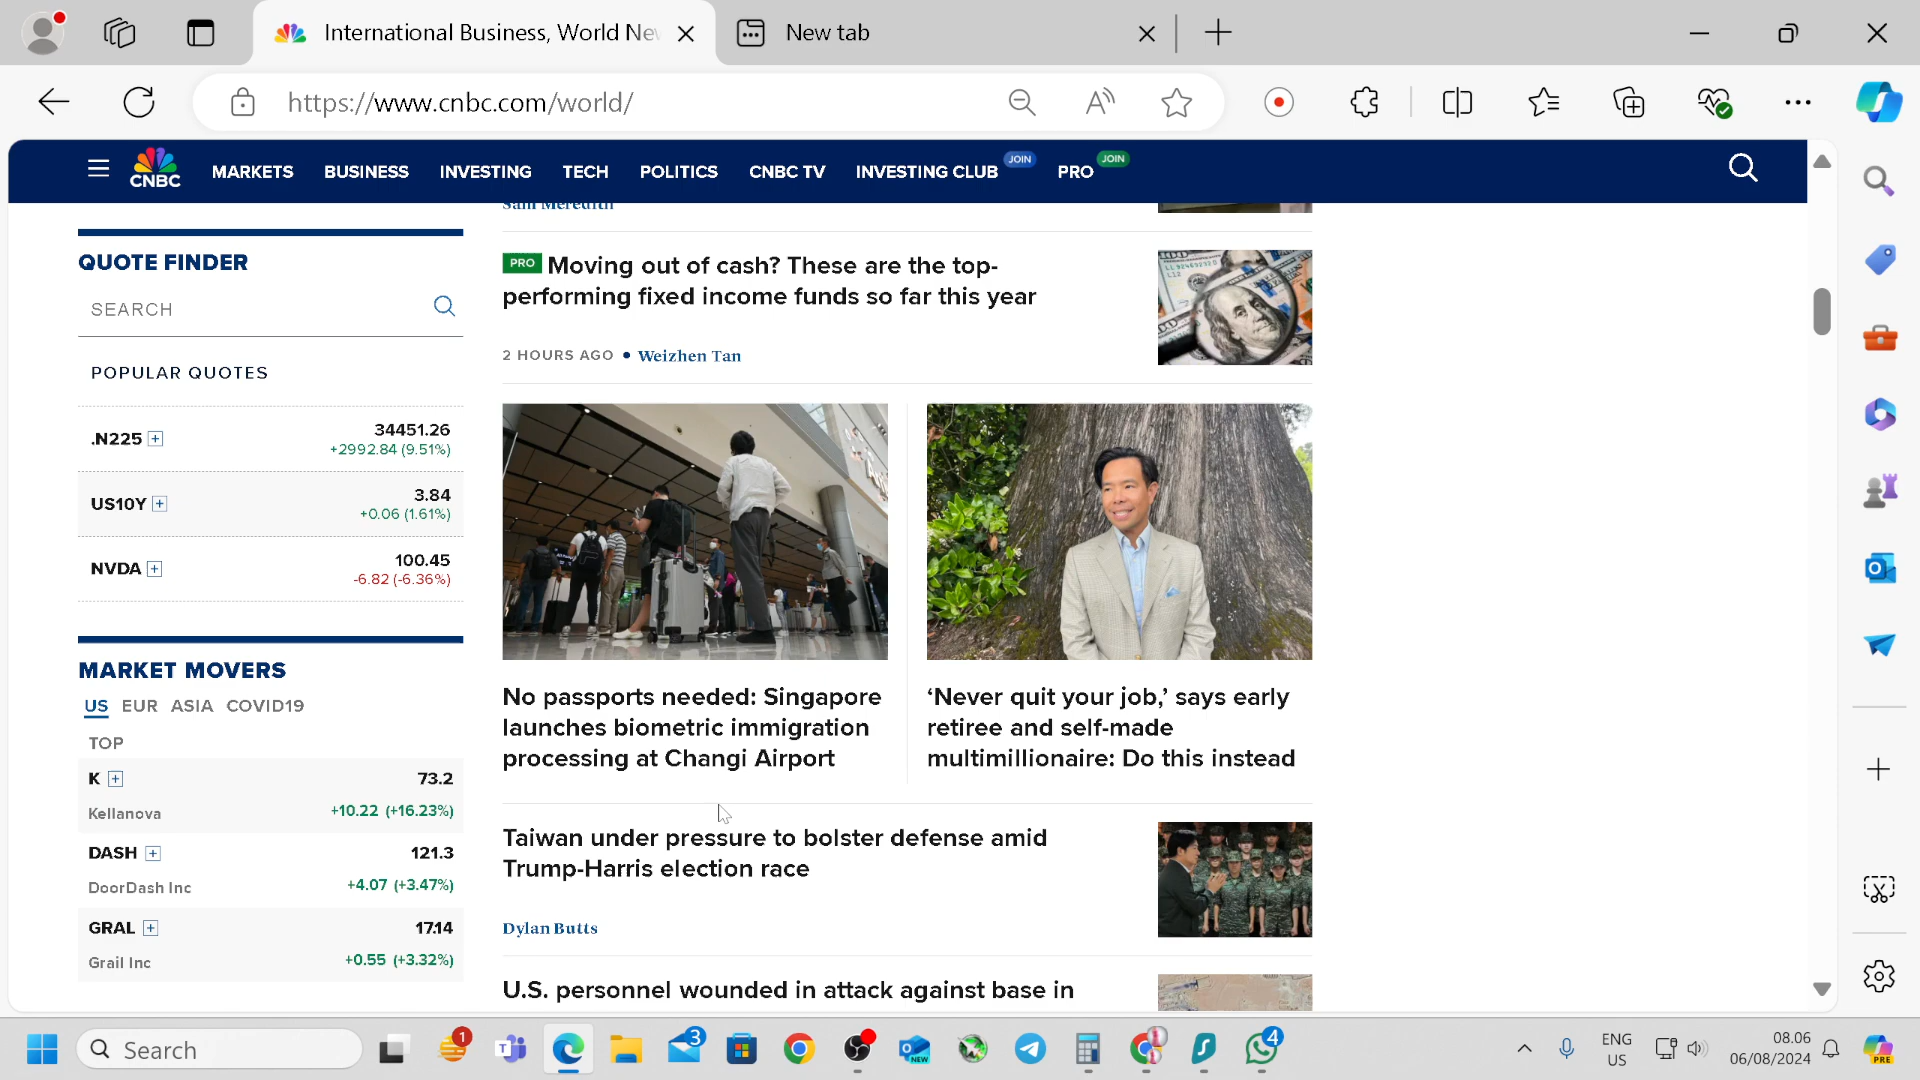 International Business, World Ne
New tab
https://www.cnbc.com/world/
CNBC
MARKETS
BUSINESS
INVESTING
TECH
POLITICS
CNBC TV
INVESTING CLUB
JOIN
PRO
JOIN
Sam Meredith
QUOTE FINDER
SEARCH
POPULAR QUOTES
.N225
34451.26
+2992.84 (9.51%)
US10Y
3.84
+0.06 (1.61%)
NVDA
100.45
-6.82 (-6.36%)
MARKET MOVERS
US EUR ASIA COVID19
TOP
K
73.2
Kellanova
+10.22 (+16.23%)
DASH
121.3
DoorDash Inc
+4.07 (+3.47%)
GRAL
17.14
Grail Inc
+0.55 (+3.32%)
PRO Moving out of cash? These are the top-
performing fixed income funds so far this year
2 HOURS AGO • Weizhen Tan
No passports needed: Singapore
launches biometric immigration
processing at Changi Airport
‘Never quit your job,’ says early
retiree and self-made
multimillionaire: Do this instead
Taiwan under pressure to bolster defense amid
Trump-Harris election race
Dylan Butts
U.S. personnel wounded in attack against base in
Search
1
3
NEW
4
ENG
US
08.06
06/08/2024
PRE